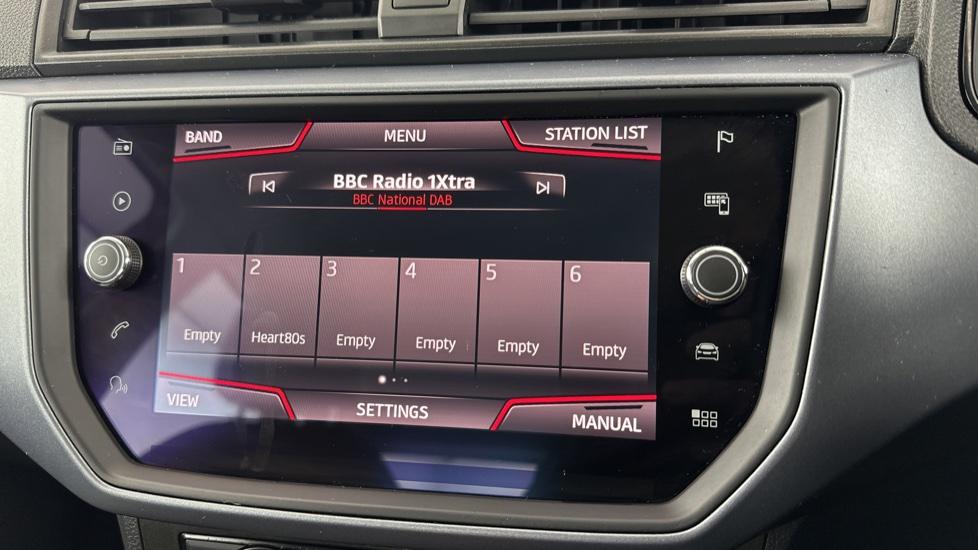 BAND MENU STATION LIST
BBC Radio 1Xtra
BBC National DAB
1 2 3 4 5 6
Empty Heart80s Empty Empty Empty Empty
VIEW SETTINGS MANUAL